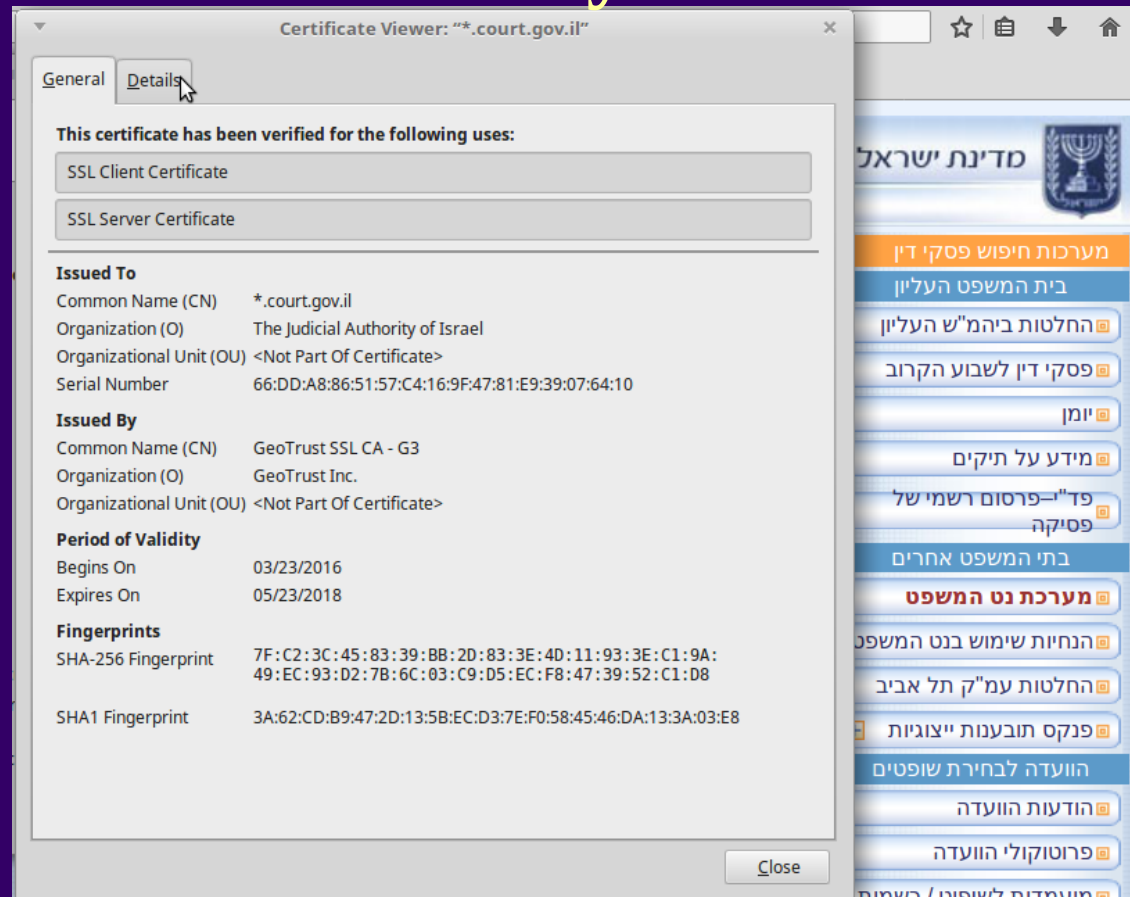 Certificate Viewer: “*.court.gov.il”
General
Details
This certificate has been verified for the following uses:
SSL Client Certificate
SSL Server Certificate
Issued To
Common Name (CN) *.court.gov.il
Organization (O) The Judicial Authority of Israel
Organizational Unit (OU) <Not Part Of Certificate>
Serial Number 66:DD:A8:86:51:57:C4:16:9F:47:81:E9:39:07:64:10
Issued By
Common Name (CN) GeoTrust SSL CA - G3
Organization (O) GeoTrust Inc.
Organizational Unit (OU) <Not Part Of Certificate>
Period of Validity
Begins On 03/23/2016
Expires On 05/23/2018
Fingerprints
SHA-256 Fingerprint 7F:C2:3C:45:83:39:BB:2D:83:3E:4D:11:93:3E:C1:9A:
49:EC:93:D2:7B:6C:03:C9:D5:EC:F8:47:39:52:C1:D8
SHA1 Fingerprint 3A:62:CD:B9:47:2D:13:5B:EC:D3:7E:F0:58:45:46:DA:13:3A:03:E8
Close
מדינת ישראל
מערכות חיפוש פסקי דין
בית המשפט העליון
החלטות ביהמ"ש העליון
פסקי דין לשבוע הקרוב
יומן
מידע על תיקים
פד"י–פרסום רשמי של
פסיקה
בתי המשפט אחרים
מערכת נט המשפט
הנחיות שימוש בנט המשפט
החלטות עמ"ק תל אביב
פנקס תובענות ייצוגיות
הוועדה לבחירת שופטים
הודעות הוועדה
פרוטוקולי הוועדה